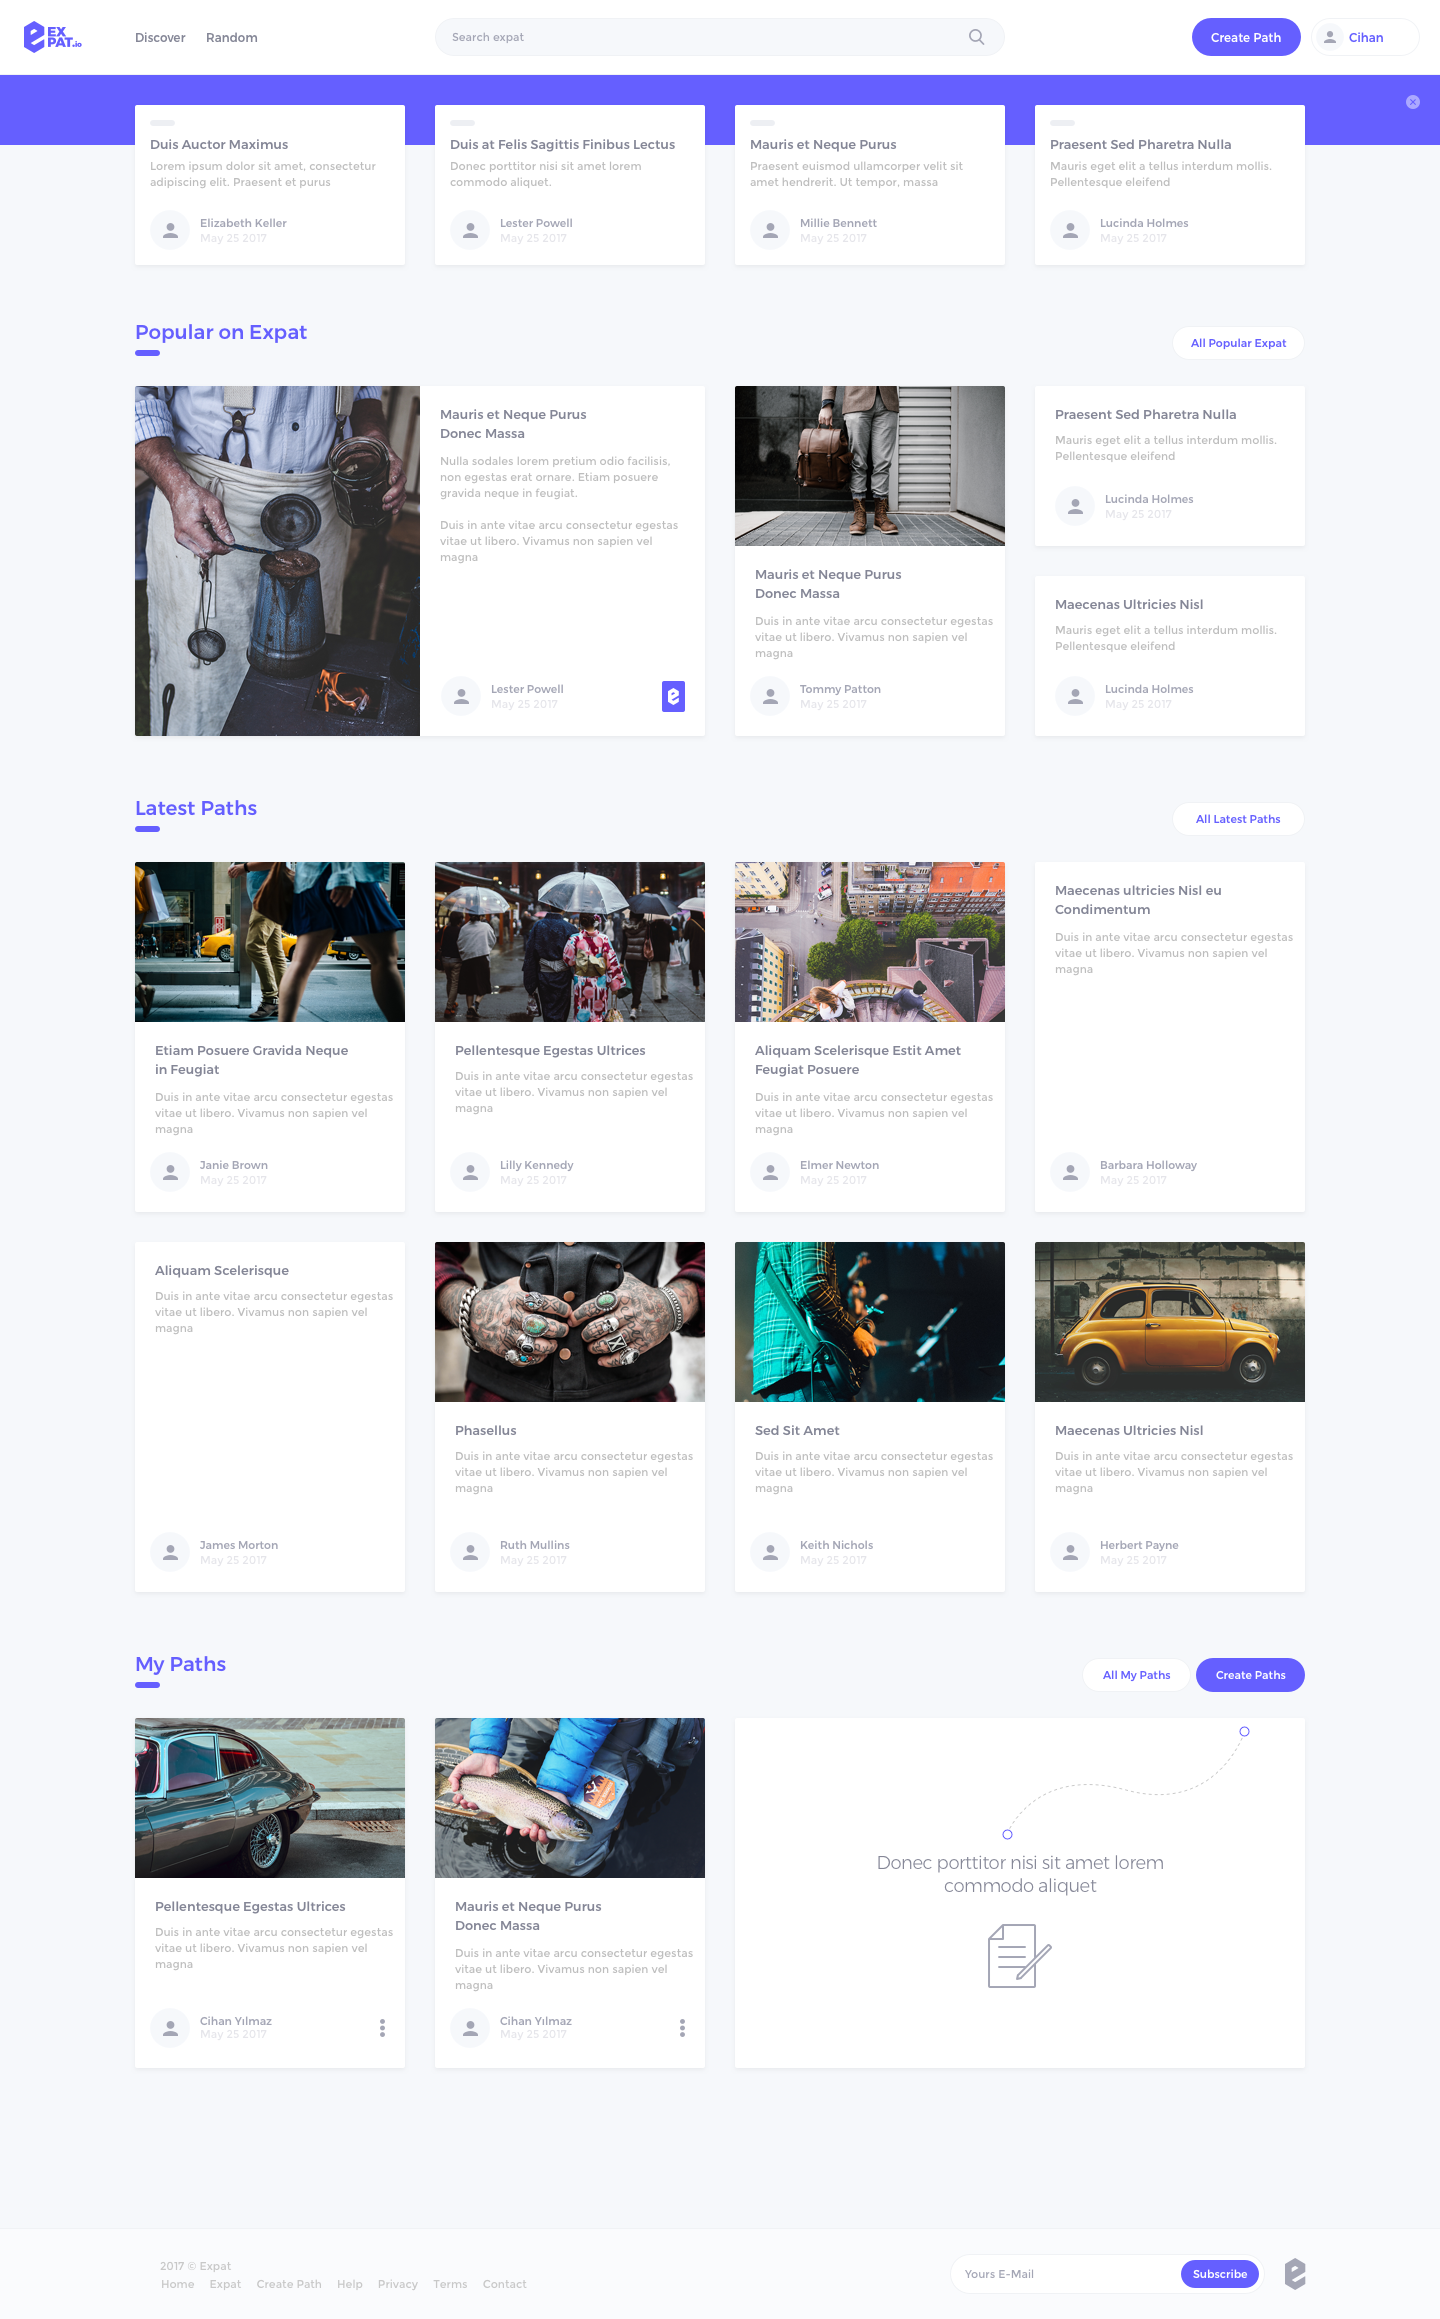 EX
PAT.io
Discover Random
Search expat
Create Path
Cihan
Duis Auctor Maximus
Lorem ipsum dolor sit amet, consectetur
adipiscing elit. Praesent et purus
Elizabeth Keller
May 25 2017
Duis at Felis Sagittis Finibus Lectus
Donec porttitor nisi sit amet lorem
commodo aliquet.
Lester Powell
May 25 2017
Mauris et Neque Purus
Praesent euismod ullamcorper velit sit
amet hendrerit. Ut tempor, massa
Millie Bennett
May 25 2017
Praesent Sed Pharetra Nulla
Mauris eget elit a tellus interdum mollis.
Pellentesque eleifend
Lucinda Holmes
May 25 2017
Popular on Expat
All Popular Expat
Mauris et Neque Purus
Donec Massa
Nulla sodales lorem pretium odio facilisis,
non egestas erat ornare. Etiam posuere
gravida neque in feugiat.
Duis in ante vitae arcu consectetur egestas
vitae ut libero. Vivamus non sapien vel
magna
Lester Powell
May 25 2017
Mauris et Neque Purus
Donec Massa
Duis in ante vitae arcu consectetur egestas
vitae ut libero. Vivamus non sapien vel
magna
Tommy Patton
May 25 2017
Praesent Sed Pharetra Nulla
Mauris eget elit a tellus interdum mollis.
Pellentesque eleifend
Lucinda Holmes
May 25 2017
Maecenas Ultricies Nisl
Mauris eget elit a tellus interdum mollis.
Pellentesque eleifend
Lucinda Holmes
May 25 2017
Latest Paths
All Latest Paths
Etiam Posuere Gravida Neque
in Feugiat
Duis in ante vitae arcu consectetur egestas
vitae ut libero. Vivamus non sapien vel
magna
Janie Brown
May 25 2017
Pellentesque Egestas Ultrices
Duis in ante vitae arcu consectetur egestas
vitae ut libero. Vivamus non sapien vel
magna
Lilly Kennedy
May 25 2017
Aliquam Scelerisque Estit Amet
Feugiat Posuere
Duis in ante vitae arcu consectetur egestas
vitae ut libero. Vivamus non sapien vel
magna
Elmer Newton
May 25 2017
Maecenas ultricies Nisl eu
Condimentum
Duis in ante vitae arcu consectetur egestas
vitae ut libero. Vivamus non sapien vel
magna
Barbara Holloway
May 25 2017
Aliquam Scelerisque
Duis in ante vitae arcu consectetur egestas
vitae ut libero. Vivamus non sapien vel
magna
James Morton
May 25 2017
Phasellus
Duis in ante vitae arcu consectetur egestas
vitae ut libero. Vivamus non sapien vel
magna
Ruth Mullins
May 25 2017
Sed Sit Amet
Duis in ante vitae arcu consectetur egestas
vitae ut libero. Vivamus non sapien vel
magna
Keith Nichols
May 25 2017
Maecenas Ultricies Nisl
Duis in ante vitae arcu consectetur egestas
vitae ut libero. Vivamus non sapien vel
magna
Herbert Payne
May 25 2017
My Paths
All My Paths
Create Paths
Pellentesque Egestas Ultrices
Duis in ante vitae arcu consectetur egestas
vitae ut libero. Vivamus non sapien vel
magna
Cihan Yılmaz
May 25 2017
Mauris et Neque Purus
Donec Massa
Duis in ante vitae arcu consectetur egestas
vitae ut libero. Vivamus non sapien vel
magna
Cihan Yılmaz
May 25 2017
Donec porttitor nisi sit amet lorem
commodo aliquet
2017 © Expat
Home Expat Create Path Help Privacy Terms Contact
Yours E-Mail
Subscribe